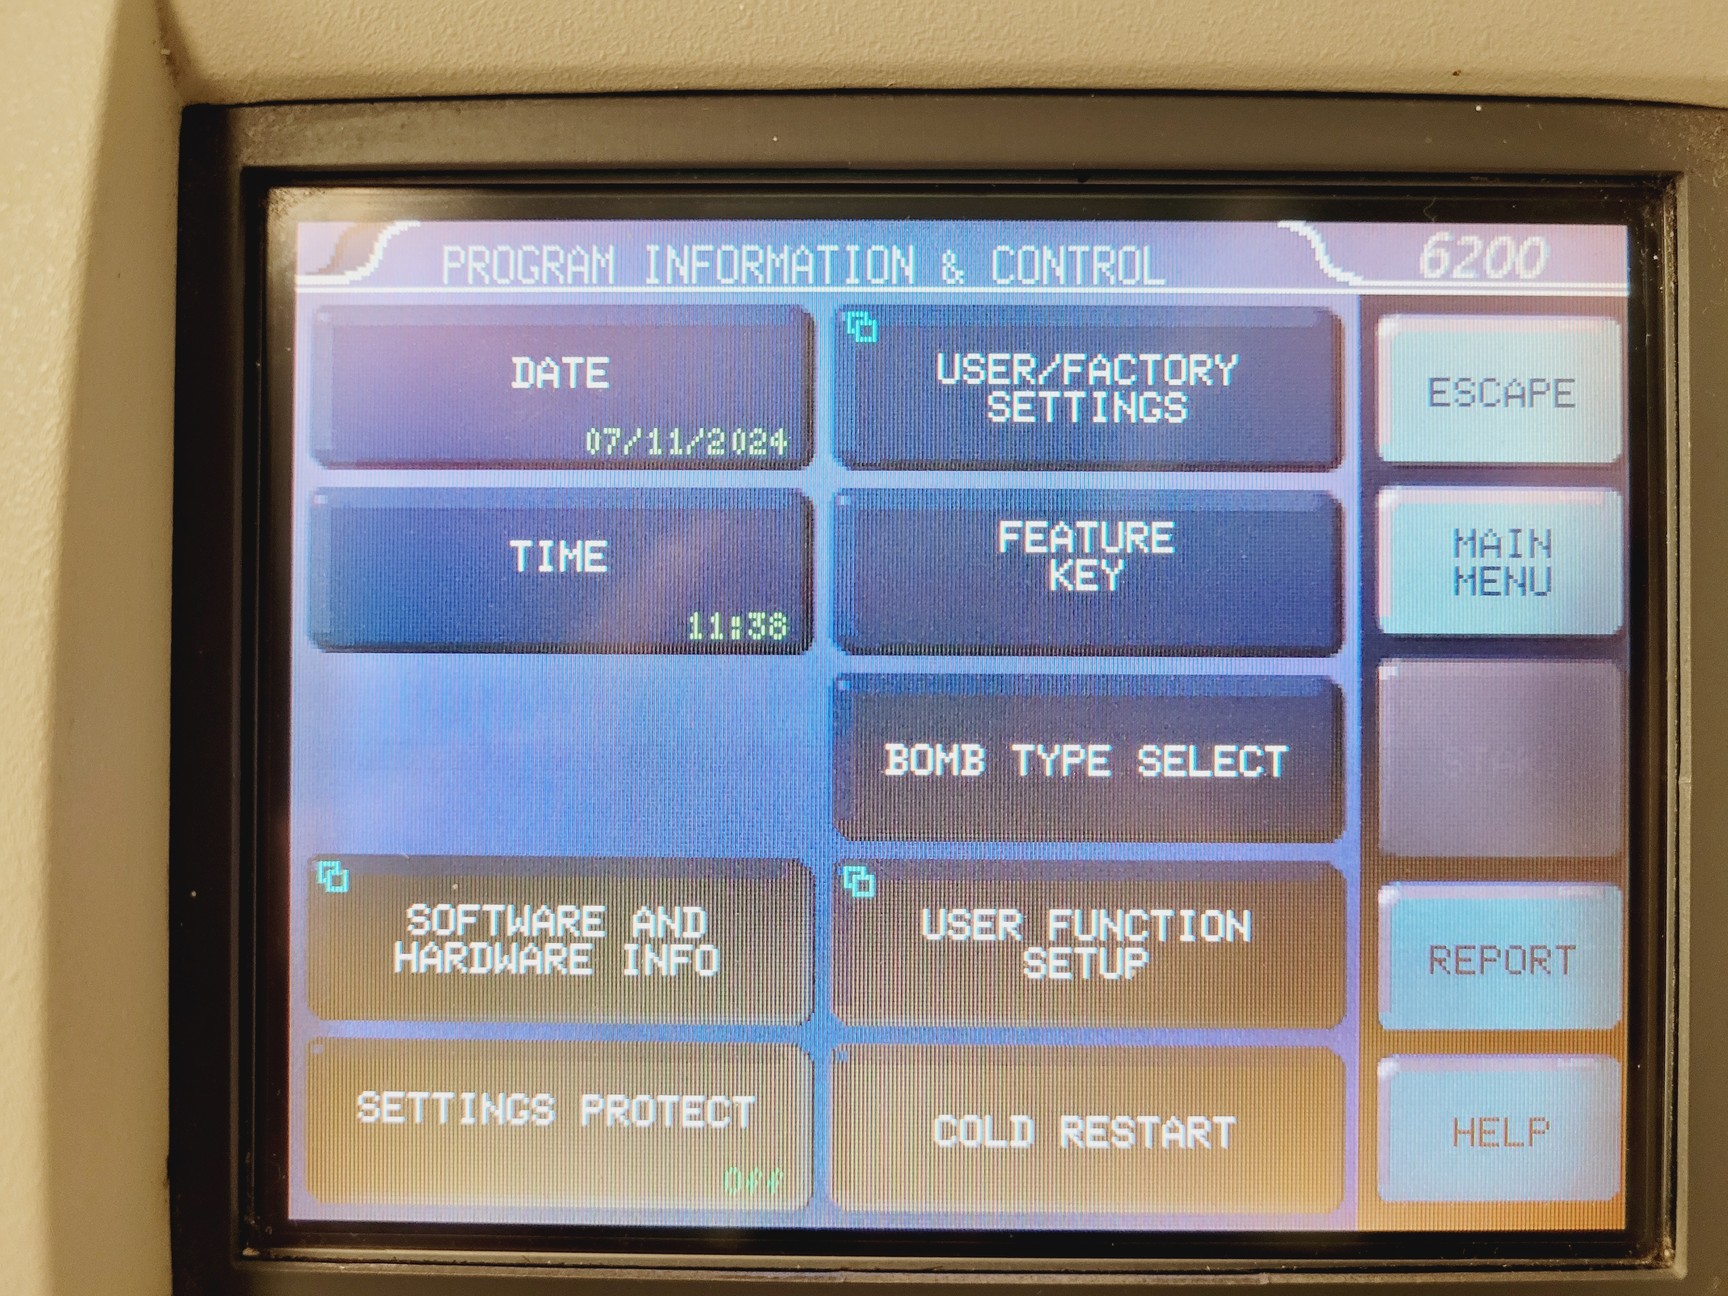 PROGRAM INFORMATION & CONTROL
6200
DATE
07/11/2024
USER/FACTORY
SETTINGS
ESCAPE
TIME
11:38
FEATURE
KEY
MAIN
MENU
BOMB TYPE SELECT
SOFTWARE AND
HARDWARE INFO
USER FUNCTION
SETUP
REPORT
SETTINGS PROTECT
Off
COLD RESTART
HELP